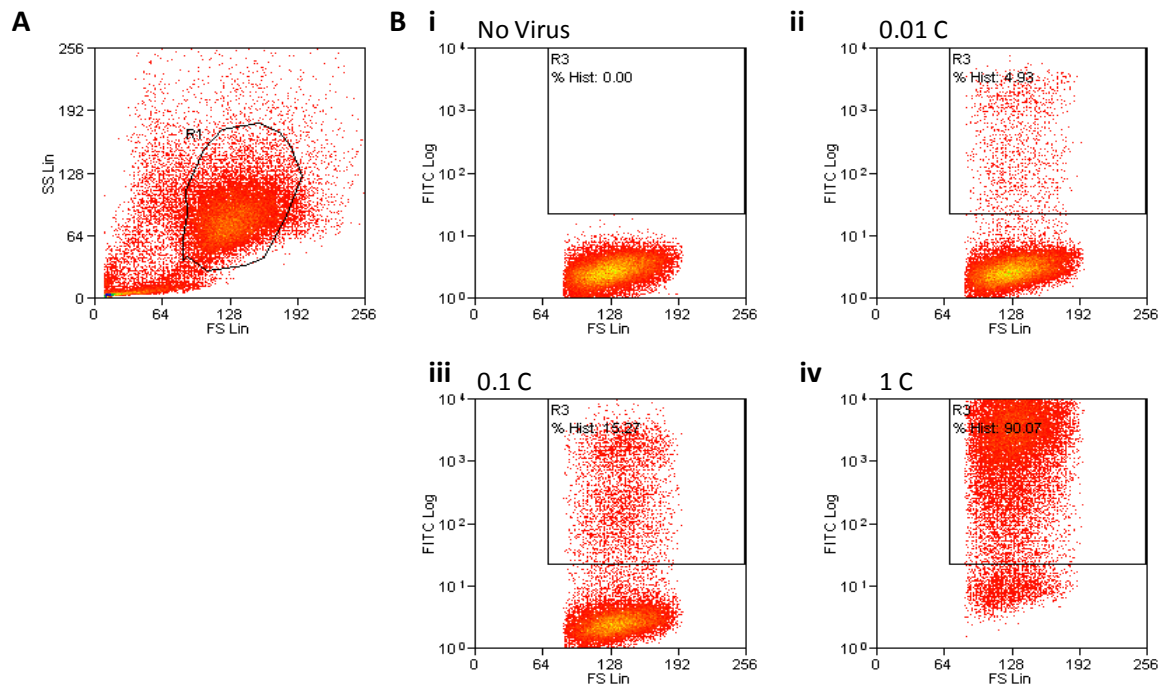 A
256
192
128
64
0
SS Lin
R1
0 64 128 192 256
FS Lin
B i No Virus
10⁴
10³
10²
10¹
10⁰
FITC Log
R3
% Hist: 0.00
0 64 128 192 256
FS Lin
ii 0.01 C
10⁴
10³
10²
10¹
10⁰
FITC Log
R3
% Hist: 4.93
0 64 128 192 256
FS Lin
iii 0.1 C
10⁴
10³
10²
10¹
10⁰
FITC Log
R3
% Hist: 15.27
0 64 128 192 256
FS Lin
iv 1 C
10⁴
10³
10²
10¹
10⁰
FITC Log
R3
% Hist: 90.07
0 64 128 192 256
FS Lin